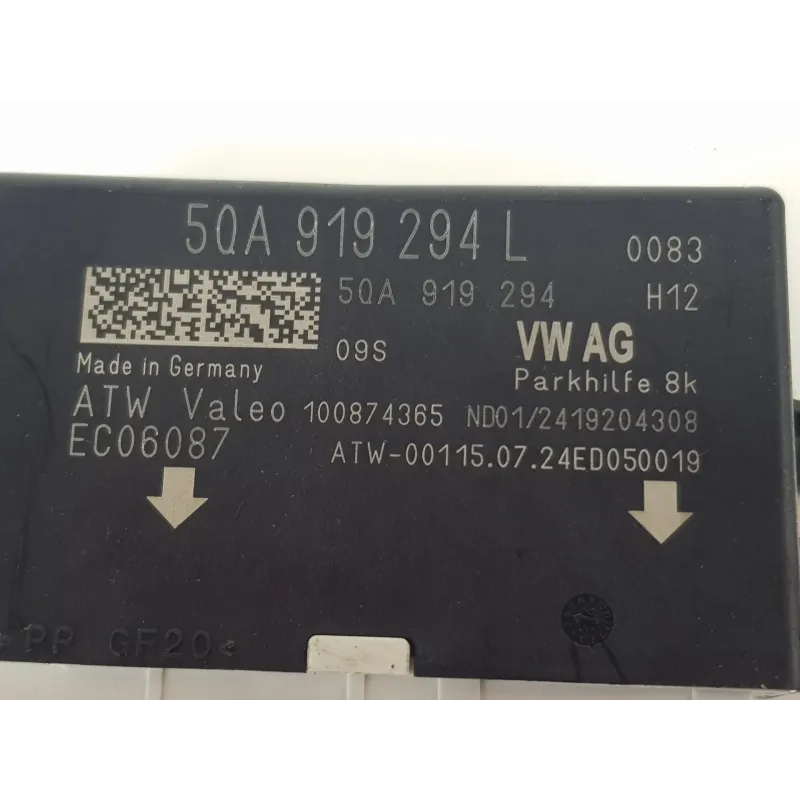 5QA 919 294 L 0083
5QA 919 294 H12
09S VW AG
Made in Germany Parkhilfe 8k
ATW Valeo 100874365 ND01/2419204308
EC06087 ATW-00115.07.24ED050019
>PP GF20<